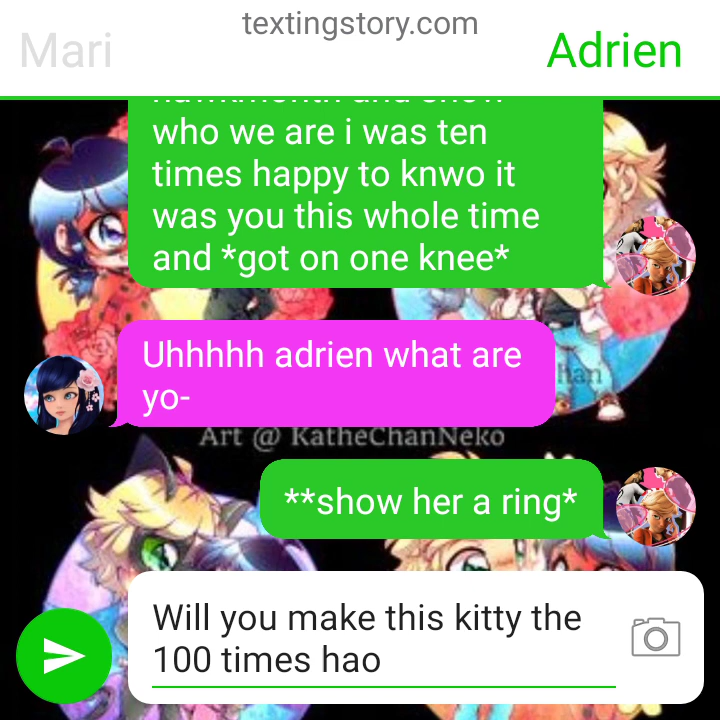 textingstory.com
Mari
Adrien
who we are i was ten
times happy to knwo it
was you this whole time
and *got on one knee*
Uhhhhh adrien what are
yo-
Art @ KatheChanNeko
**show her a ring*
Will you make this kitty the
100 times hao